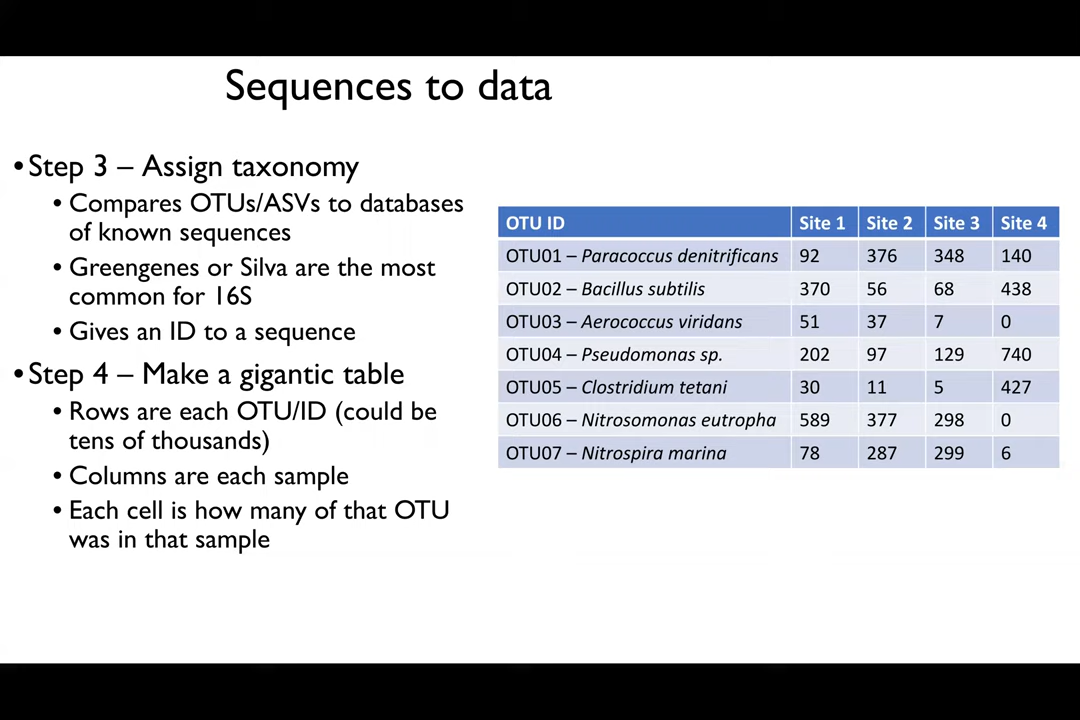 Sequences to data
•Step 3 – Assign taxonomy
• Compares OTUs/ASVs to databases
of known sequences
• Greengenes or Silva are the most
common for 16S
• Gives an ID to a sequence
•Step 4 – Make a gigantic table
• Rows are each OTU/ID (could be
tens of thousands)
• Columns are each sample
• Each cell is how many of that OTU
was in that sample
OTU ID Site 1 Site 2 Site 3 Site 4
OTU01 – Paracoccus denitrificans 92 376 348 140
OTU02 – Bacillus subtilis 370 56 68 438
OTU03 – Aerococcus viridans 51 37 7 0
OTU04 – Pseudomonas sp. 202 97 129 740
OTU05 – Clostridium tetani 30 11 5 427
OTU06 – Nitrosomonas eutropha 589 377 298 0
OTU07 – Nitrospira marina 78 287 299 6